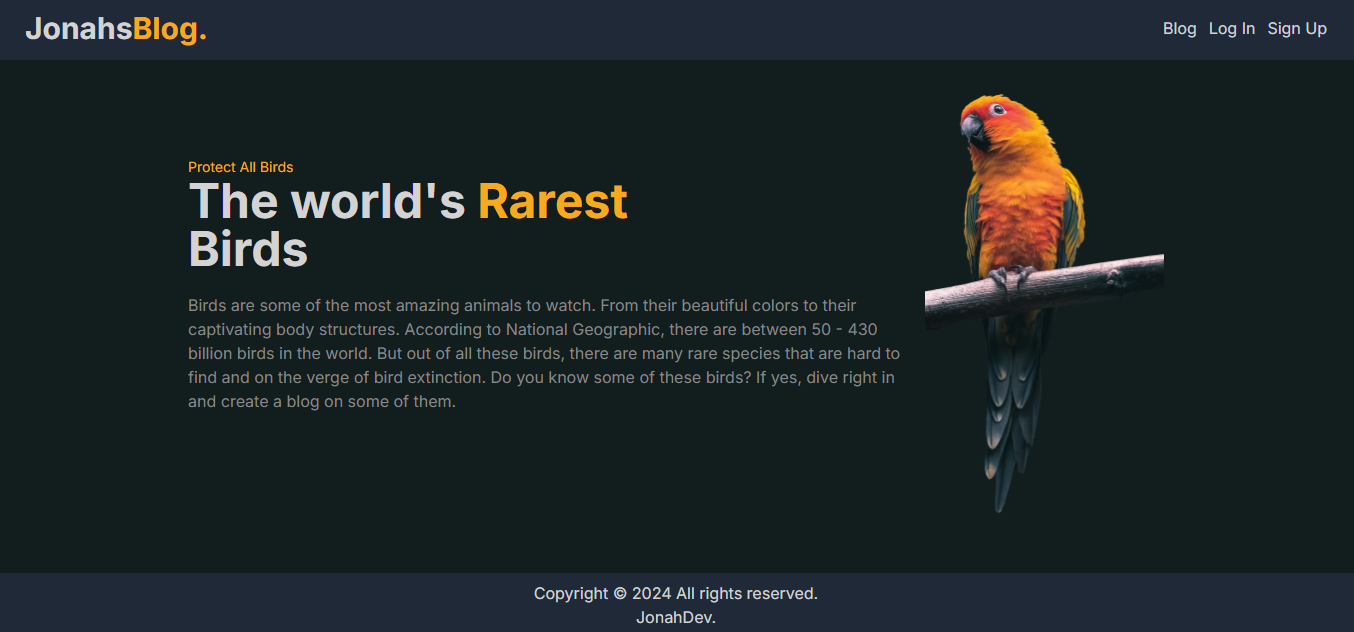 JonahsBlog.
Blog Log In Sign Up
Protect All Birds
The world's Rarest
Birds
Birds are some of the most amazing animals to watch. From their beautiful colors to their
captivating body structures. According to National Geographic, there are between 50 - 430
billion birds in the world. But out of all these birds, there are many rare species that are hard to
find and on the verge of bird extinction. Do you know some of these birds? If yes, dive right in
and create a blog on some of them.
Copyright © 2024 All rights reserved.
JonahDev.